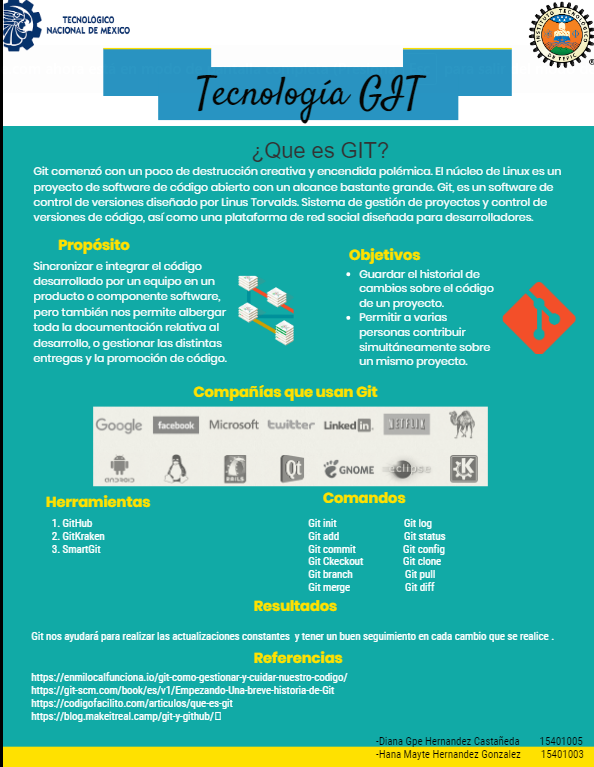 TECNOLÓGICO
NACIONAL DE MÉXICO
INSTITUTO TECNOLÓGICO
DE TEPIC
®
Tecnología GIT
¿Que es GIT?
Git comenzó con un poco de destrucción creativa y encendida polémica. El núcleo de Linux es un
proyecto de software de código abierto con un alcance bastante grande. Git, es un software de
control de versiones diseñado por Linus Torvalds. Sistema de gestión de proyectos y control de
versiones de código, así como una plataforma de red social diseñada para desarrolladores.
Propósito
Sincronizar e integrar el código
desarrollado por un equipo en un
producto o componente software,
pero también nos permite albergar
toda la documentación relativa al
desarrollo, o gestionar las distintas
entregas y la promoción de código.
Objetivos
• Guardar el historial de
cambios sobre el código
de un proyecto.
• Permitir a varias
personas contribuir
simultáneamente sobre
un mismo proyecto.
Compañías que usan Git
Google facebook Microsoft twitter Linked in. NETFLIX
ANDROID RAILS Qt GNOME eclipse K
Herramientas
1. GitHub
2. GitKraken
3. SmartGit
Comandos
Git init Git log
Git add Git status
Git commit Git config
Git Ckeckout Git clone
Git branch Git pull
Git merge Git diff
Resultados
Git nos ayudará para realizar las actualizaciones constantes y tener un buen seguimiento en cada cambio que se realice .
Referencias
https://enmilocalfunciona.io/git-como-gestionar-y-cuidar-nuestro-codigo/
https://git-scm.com/book/es/v1/Empezando-Una-breve-historia-de-Git
https://codigofacilito.com/articulos/que-es-git
https://blog.makeitreal.camp/git-y-github/
-Diana Gpe Hernandez Castañeda 15401005
-Hana Mayte Hernandez Gonzalez 15401003